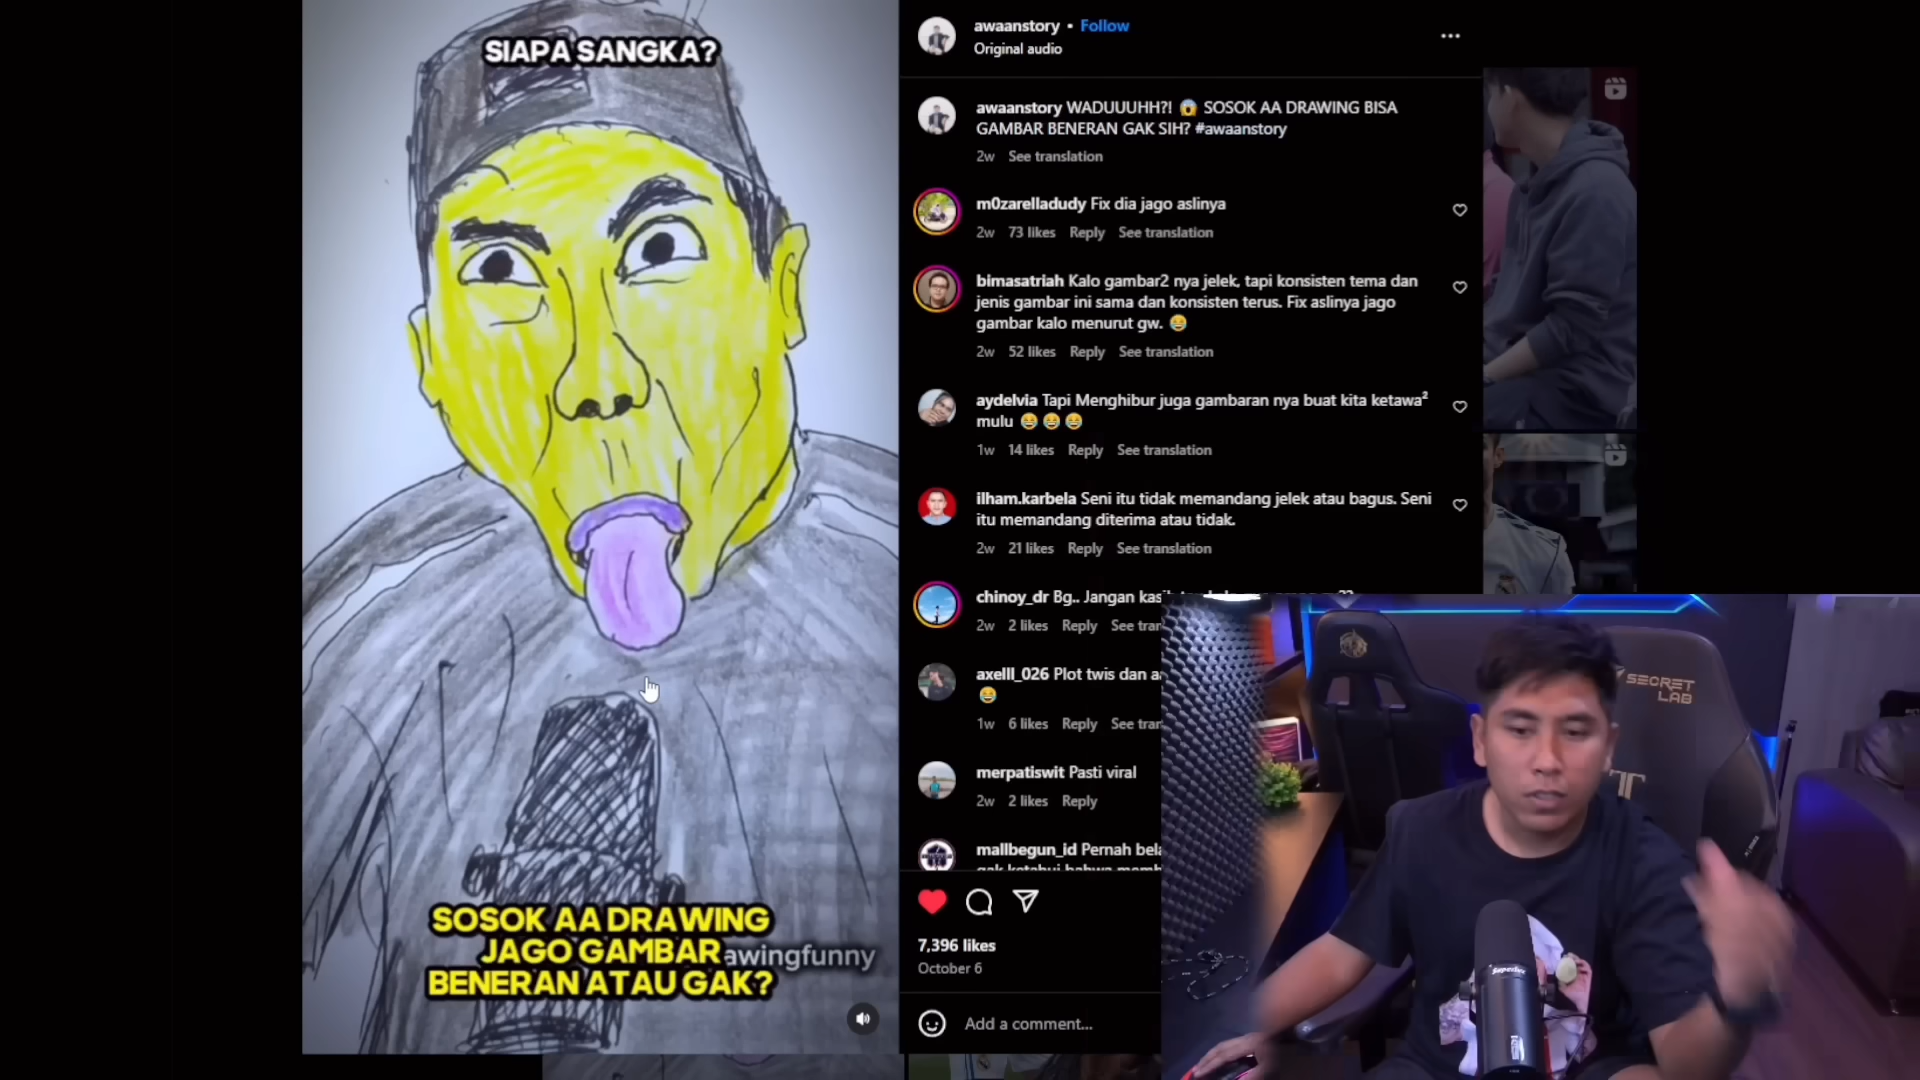 SIAPA SANGKA?
SOSOK AA DRAWING
JAGO GAMBAR
awingfunny
BENERAN ATAU GAK?
awaanstory • Follow
Original audio
awaanstory WADUUUHH?! 😱 SOSOK AA DRAWING BISA
GAMBAR BENERAN GAK SIH? #awaanstory
2w See translation
m0zarelladudy Fix dia jago aslinya
2w 73 likes Reply See translation
bimasatriah Kalo gambar2 nya jelek, tapi konsisten tema dan
jenis gambar ini sama dan konsisten terus. Fix aslinya jago
gambar kalo menurut gw. 😂
2w 52 likes Reply See translation
aydelvia Tapi Menghibur juga gambaran nya buat kita ketawa²
mulu 😂😂😂
1w 14 likes Reply See translation
ilham.karbela Seni itu tidak memandang jelek atau bagus. Seni
itu memandang diterima atau tidak.
2w 21 likes Reply See translation
chinoy_dr Bg.. Jangan
2w 2 likes Reply See
axelll_026 Plot twis dan
😂
1w 6 likes Reply See
merpatiswit Pasti viral
2w 2 likes Reply
mallbegun_id Pernah
7,396 likes
October 6
Add a comment...
SECRET
LAB
Superlux